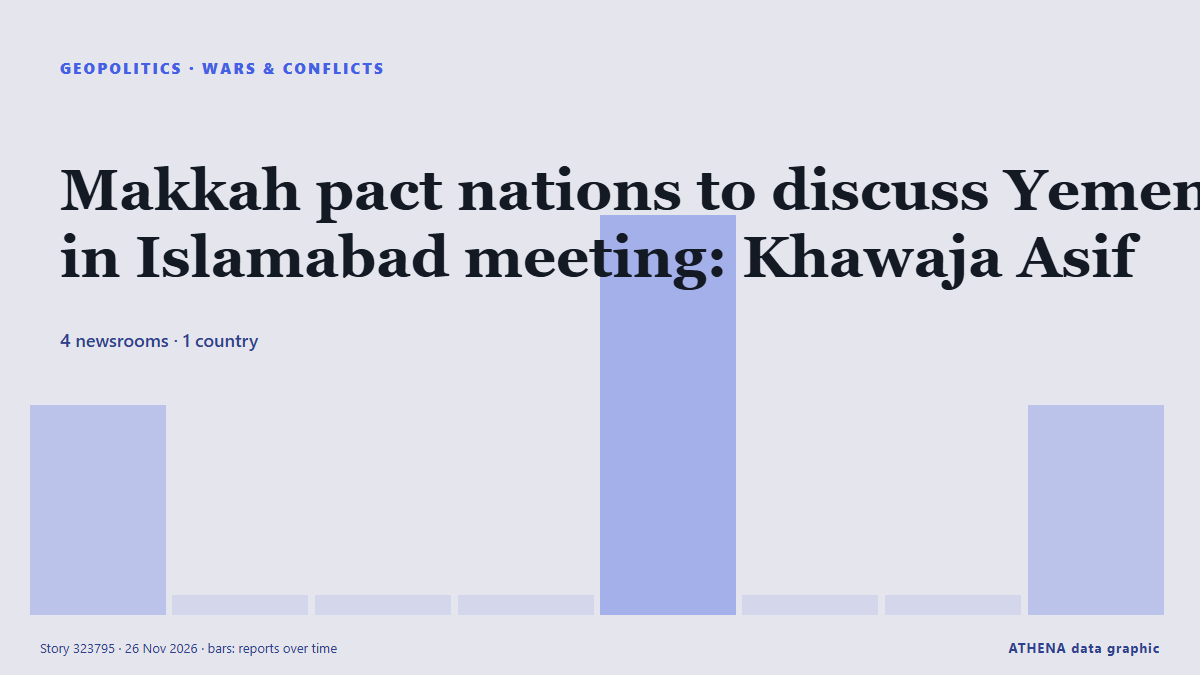 GEOPOLITICS · WARS & CONFLICTS
Makkah pact nations to discuss Yemen
in Islamabad meeting: Khawaja Asif
4 newsrooms · 1 country
Story 323795 · 26 Nov 2026 · bars: reports over time
ATHENA data graphic